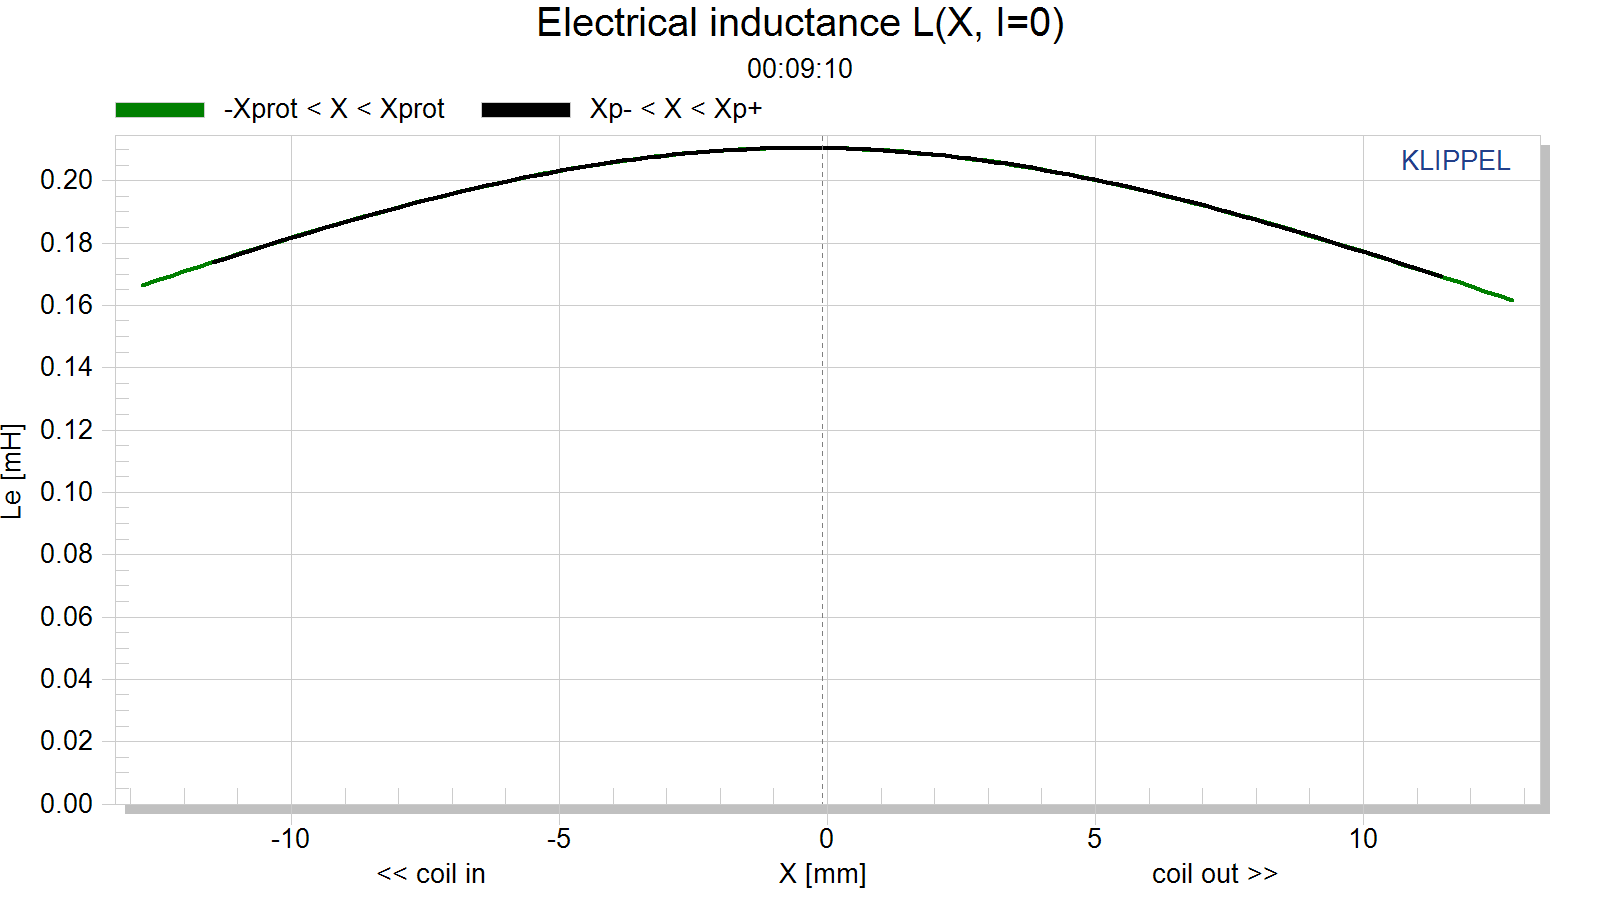 Electrical inductance L(X, I=0)
00:09:10
-Xprot < X < Xprot Xp- < X < Xp+
KLIPPEL
0.20
0.18
0.16
0.14
0.12
0.10
0.08
0.06
0.04
0.02
0.00
Le [mH]
-10 -5 0 5 10
<< coil in X [mm] coil out >>